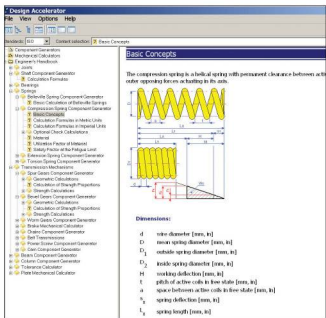 Design Accelerator
File View Options Help
Standards: ISO Content selection: Basic Concepts
Component Generators
Mechanical Calculators
Engineer's Handbook
Joints
Shaft Component Generator
Calculation Formulas
Bearings
Springs
Belleville Spring Component Generator
Basic Calculation of Belleville Springs
Compression Spring Component Generator
Basic Concepts
Calculation Formulas in Metric Units
Calculation Formulas in Imperial Units
Optional Check Calculations
Material
Utilization Factor of Material
Safety Factor at the Fatigue Limit
Extension Spring Component Generator
Torsion Spring Component Generator
Transmission Mechanisms
Spur Gears Component Generator
Geometric Calculations
Calculation of Strength Proportions
Strength Calculations
Bevel Gears Component Generator
Geometric Calculations
Calculation of Strength Proportions
Strength Calculations
Worm Gears Component Generator
Brake Mechanical Calculator
Chains Component Generator
Belt Transmissions
Power Screw Component Generator
Cam Component Generator
Beam Component Generator
Column Component Generator
Tolerance Calculator
Plate Mechanical Calculator
Basic Concepts
The compression spring is a helical spring with permanent clearance between acti
outer opposing forces actuating in its axis.
Dimensions:
d wire diameter [mm, in]
D mean spring diameter [mm, in]
D1 outside spring diameter [mm, in]
D2 inside spring diameter [mm, in]
H working deflection [mm, in]
t pitch of active coils in free state [mm, in]
a space between active coils in free state [mm, in]
s8 spring deflection [mm, in]
L8 spring length [mm, in]